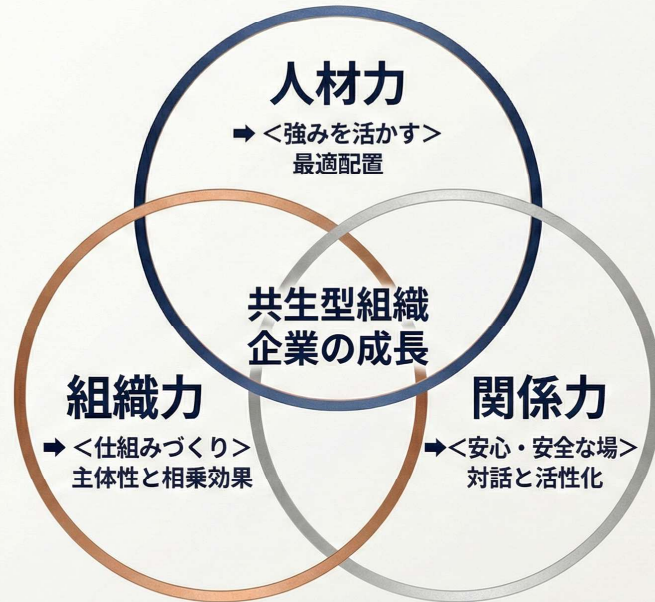 人材力
➡ ＜強みを活かす＞
最適配置
共生型組織
企業の成長
組織力
➡ ＜仕組みづくり＞
主体性と相乗効果
関係力
➡＜安心・安全な場＞
対話と活性化